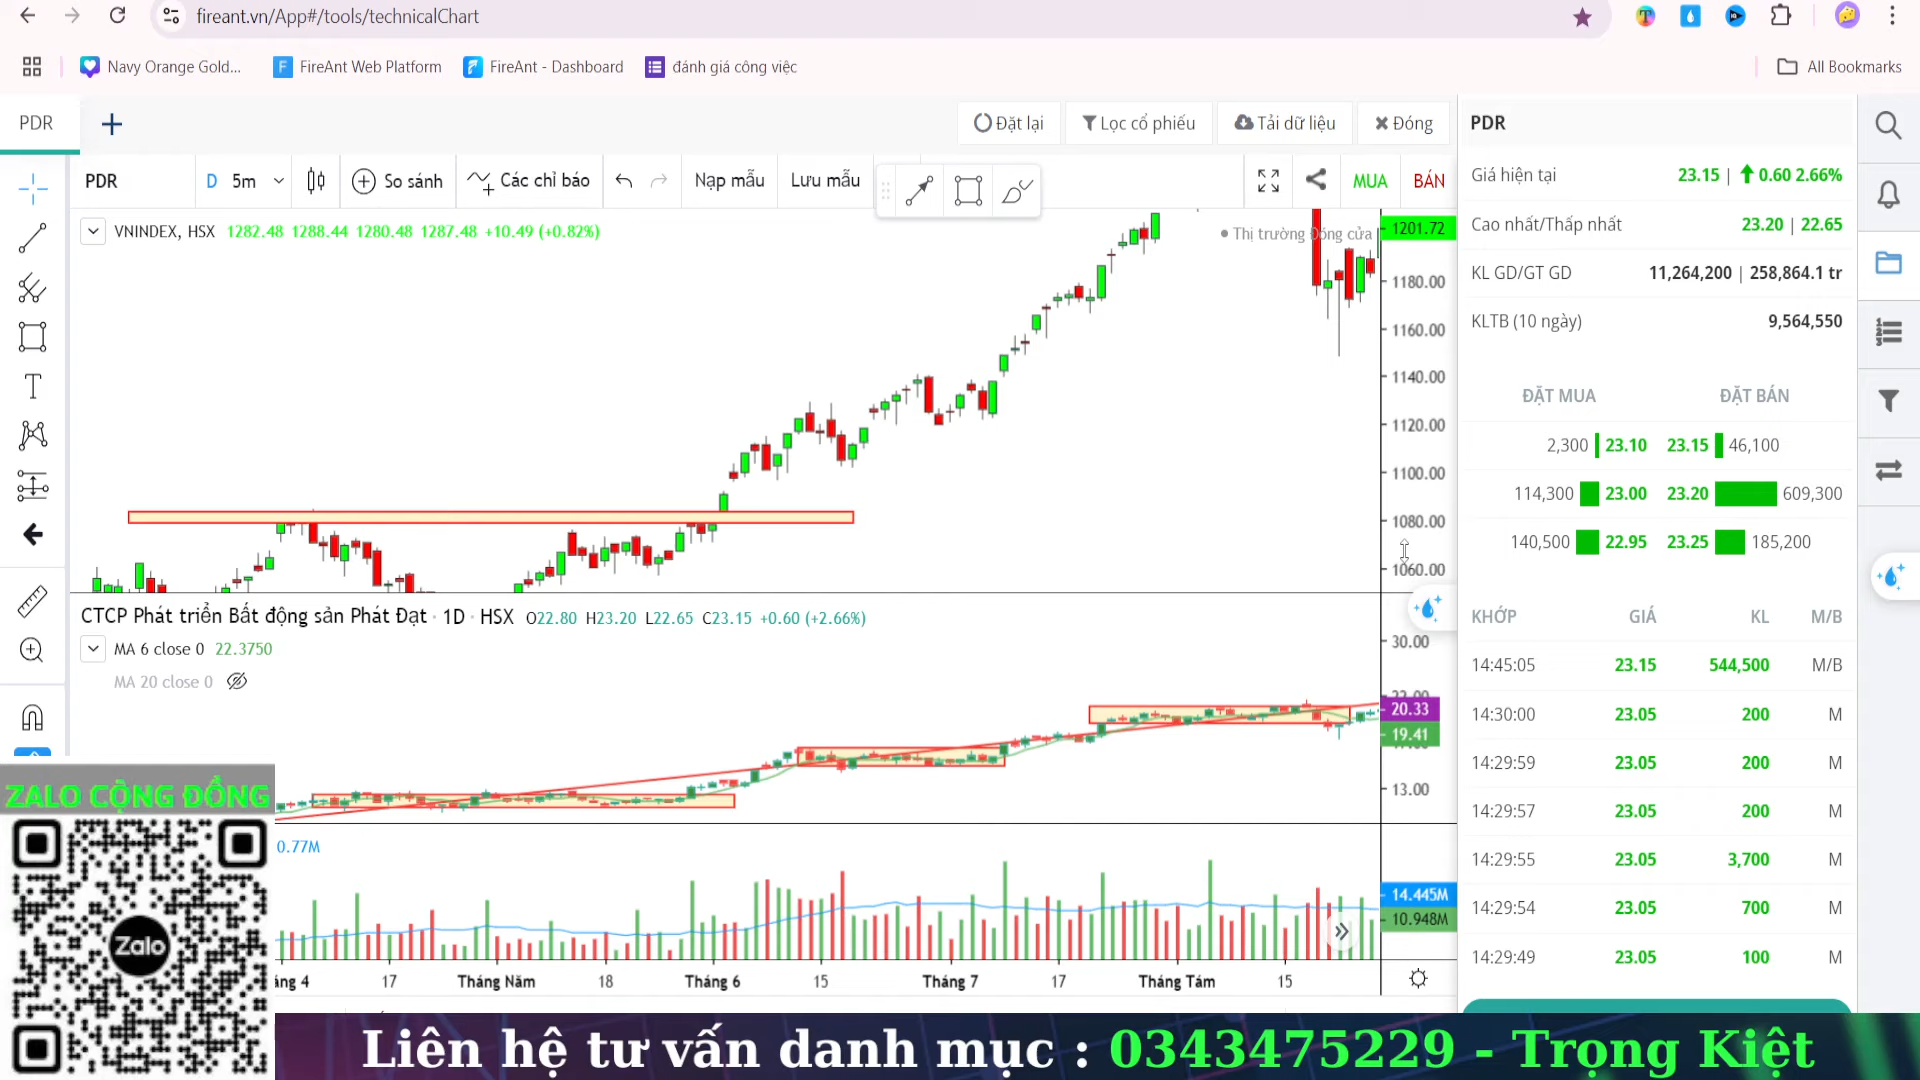 fireant.vn/App#/tools/technicalChart
Navy Orange Gold...
FireAnt Web Platform
FireAnt - Dashboard
đánh giá công việc
All Bookmarks
PDR
Đặt lại
Lọc cổ phiếu
Tải dữ liệu
Đóng
PDR
D 5m
So sánh
Các chỉ báo
Nạp mẫu
Lưu mẫu
MUA
BÁN
VNINDEX, HSX 1282.48 1288.44 1280.48 1287.48 +10.49 (+0.82%)
Thị trường Đóng cửa
1201.72
1180.00
1160.00
1140.00
1120.00
1100.00
1080.00
1060.00
CTCP Phát triển Bất động sản Phát Đạt · 1D · HSX O22.80 H23.20 L22.65 C23.15 +0.60 (+2.66%)
MA 6 close 0 22.3750
MA 20 close 0
30.00
20.33
19.41
13.00
0.77M
14.445M
10.948M
17
Tháng Năm
18
Tháng 6
15
Tháng 7
17
Tháng Tám
15
PDR
Giá hiện tại 23.15 | 0.60 2.66%
Cao nhất/Thấp nhất 23.20 | 22.65
KL GD/GT GD 11,264,200 | 258,864.1 tr
KLTB (10 ngày) 9,564,550
ĐẶT MUA ĐẶT BÁN
2,300 23.10 23.15 46,100
114,300 23.00 23.20 609,300
140,500 22.95 23.25 185,200
KHỚP GIÁ KL M/B
14:45:05 23.15 544,500 M/B
14:30:00 23.05 200 M
14:29:59 23.05 200 M
14:29:57 23.05 200 M
14:29:55 23.05 3,700 M
14:29:54 23.05 700 M
14:29:49 23.05 100 M
ZALO CỘNG ĐỒNG
Zalo
Liên hệ tư vấn danh mục : 0343475229 - Trọng Kiệt